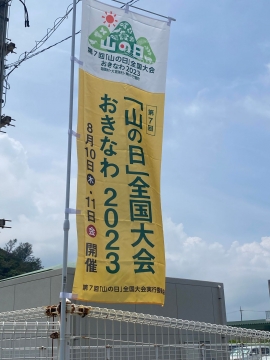 山の日
第7回「山の日」全国大会
おきなわ2023
第7回
「山の日」全国大会
おきなわ 2023
8月10日木・11日金 開催
第7回「山の日」全国大会実行委員会